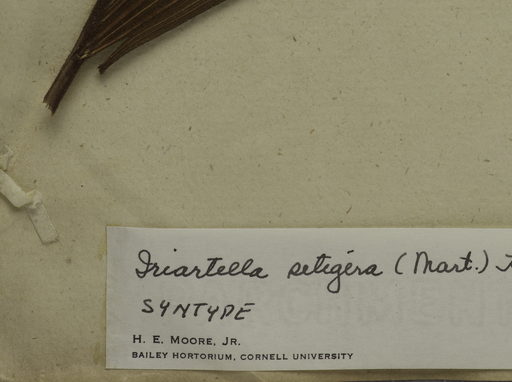 Iriartella setigera (Mart.)
SYNTYPE
H. E. MOORE, JR.
BAILEY HORTORIUM, CORNELL UNIVERSITY